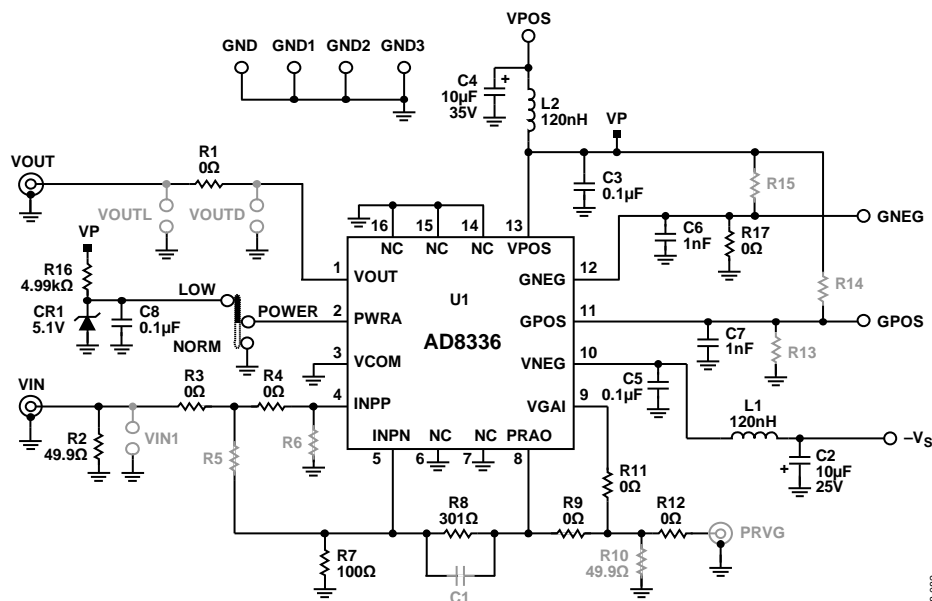 VPOS
GND GND1 GND2 GND3
C4
10µF
35V
+
L2
120nH
VP
VOUT
R1
0Ω
C3
0.1µF
R15
VOUTL
VOUTD
16 15 14 13
NC NC NC VPOS
C6
1nF
R17
0Ω
GNEG
VP
R16
4.99kΩ
1 VOUT
GNEG 12
U1
R14
LOW
CR1
5.1V
C8
0.1µF
POWER
2 PWRA
AD8336
GPOS 11
GPOS
NORM
3 VCOM
VNEG 10
C7
1nF
R13
C5
0.1µF
VIN
R3
0Ω
R4
0Ω
4 INPP
VGAI 9
L1
120nH
–VS
R2
49.9Ω
VIN1
R5
R6
INPN NC NC PRAO
5 6 7 8
C2
10µF
25V
+
R11
0Ω
R8
301Ω
R9
0Ω
R12
0Ω
PRVG
R7
100Ω
R10
49.9Ω
C1